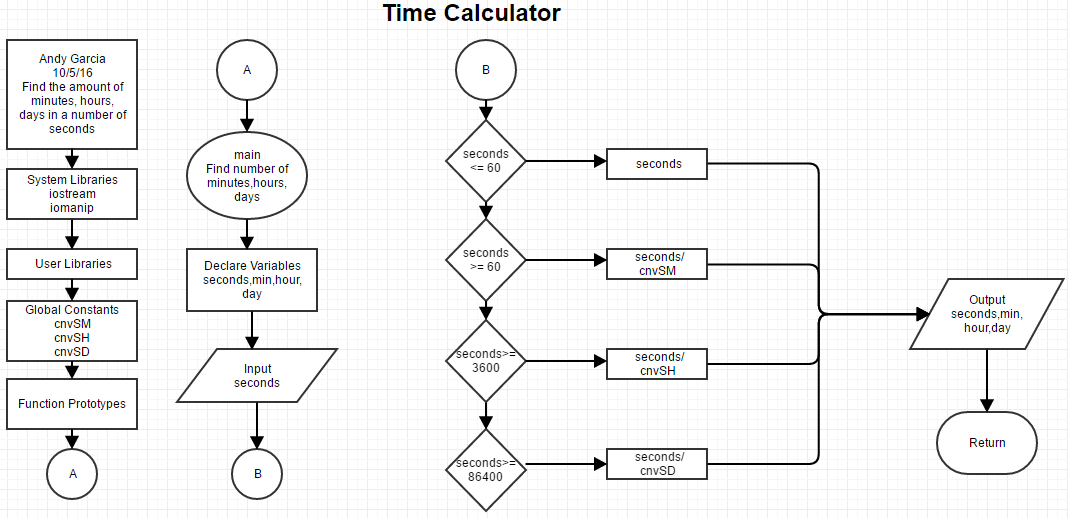 Time Calculator
Andy Garcia
10/5/16
Find the amount of
minutes, hours,
days in a number of
seconds
System Libraries
iostream
iomanip
User Libraries
Global Constants
cnvSM
cnvSH
cnvSD
Function Prototypes
A
A
main
Find number of
minutes,hours,
days
Declare Variables
seconds,min,hour,
day
Input
seconds
B
B
seconds
<= 60
seconds
seconds
>= 60
seconds/
cnvSM
seconds>=
3600
seconds/
cnvSH
seconds>=
86400
seconds/
cnvSD
Output
seconds,min,
hour,day
Return